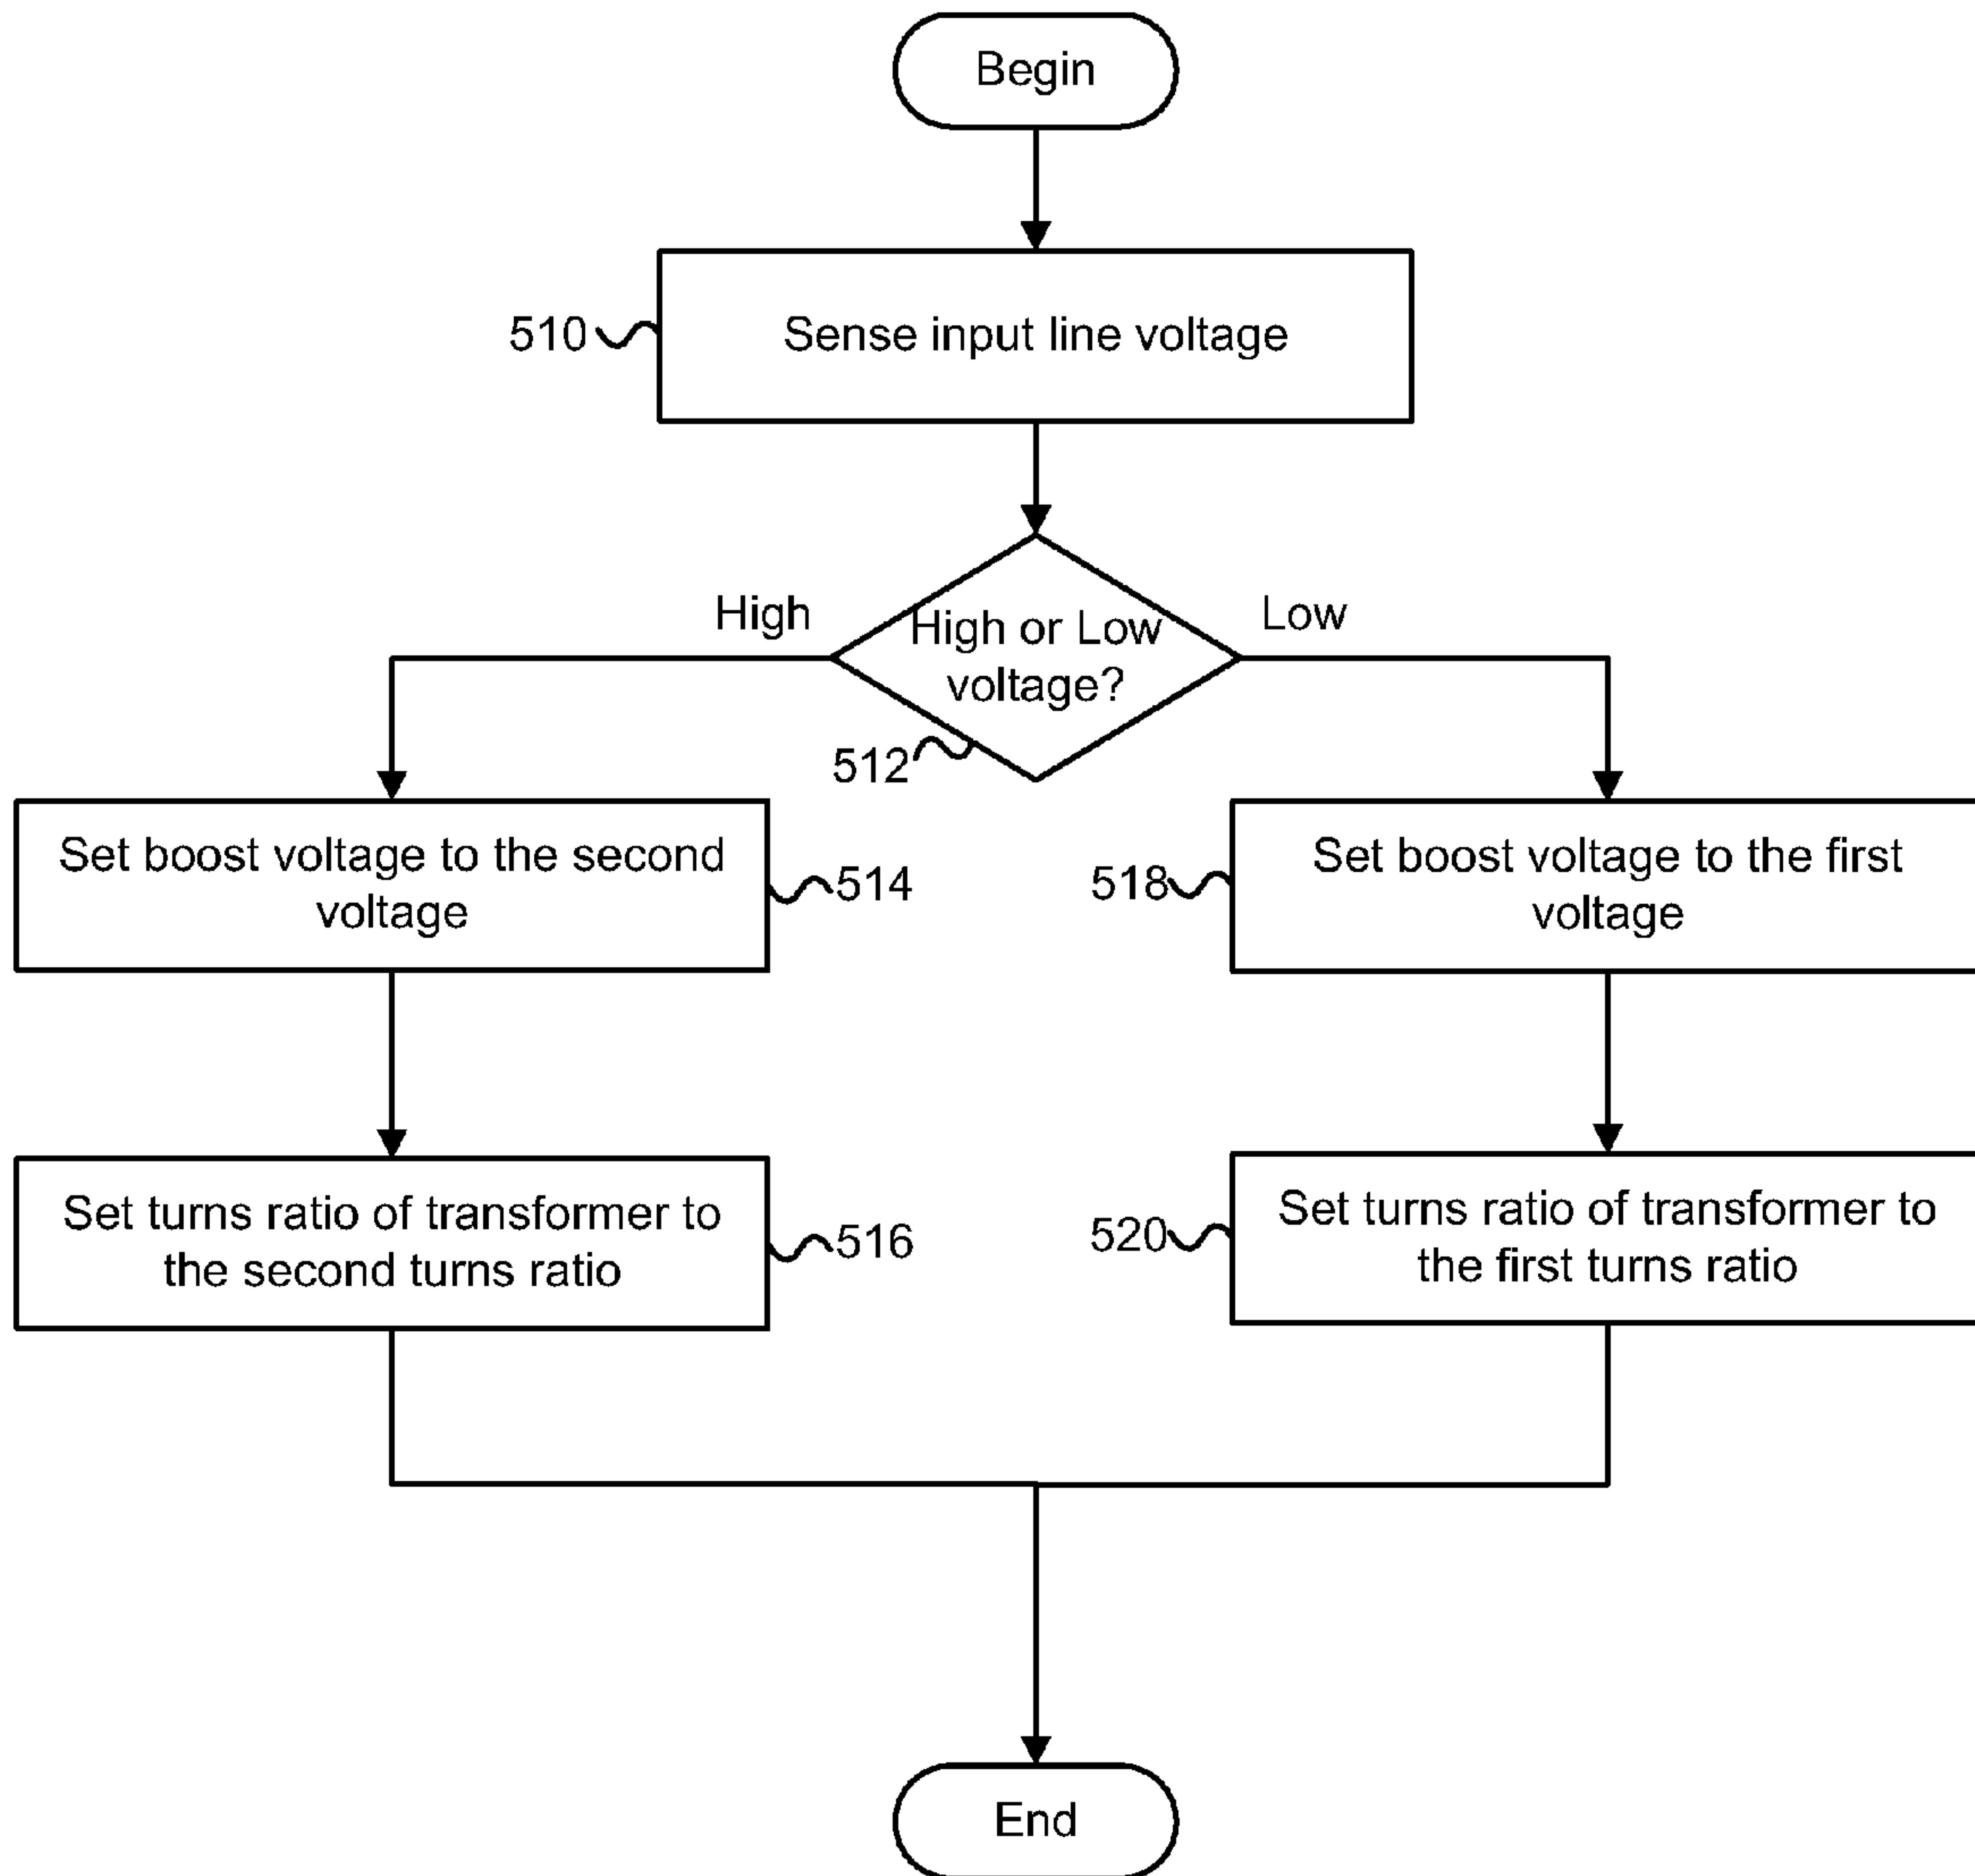 Begin
510
Sense input line voltage
High
High or Low
voltage?
Low
512
Set boost voltage to the second
voltage
514
518
Set boost voltage to the first
voltage
Set turns ratio of transformer to
the second turns ratio
516
520
Set turns ratio of transformer to
the first turns ratio
End